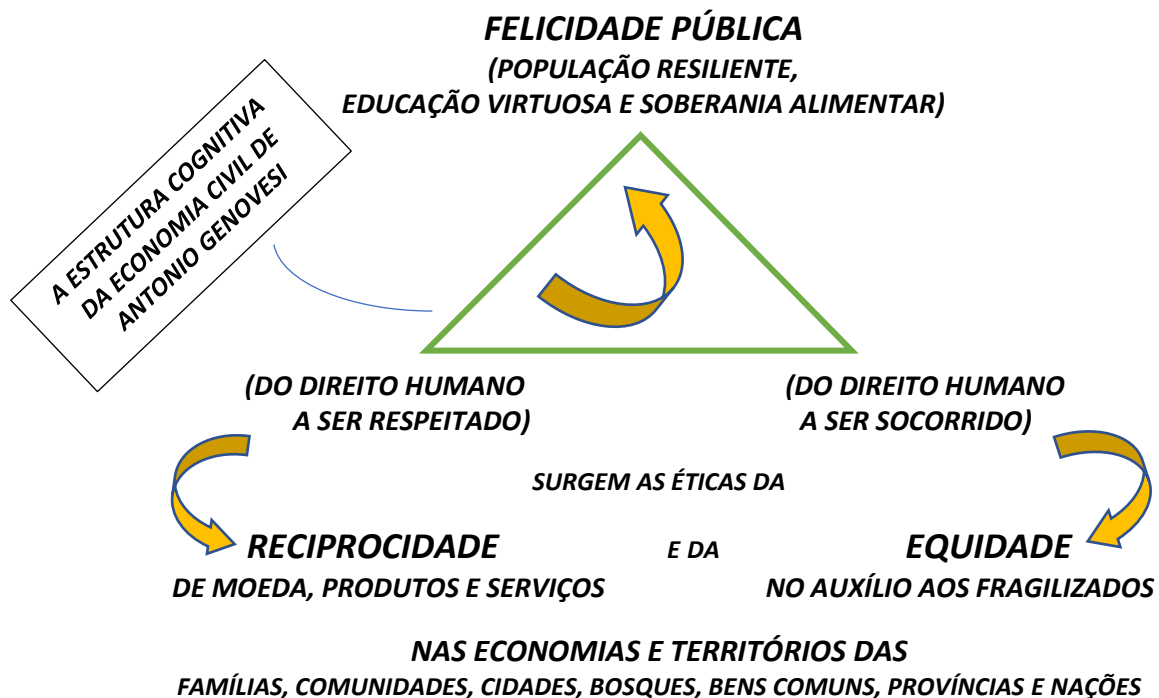 FELICIDADE PÚBLICA
(POPULAÇÃO RESILIENTE,
EDUCAÇÃO VIRTUOSA E SOBERANIA ALIMENTAR)
A ESTRUTURA COGNITIVA
DA ECONOMIA CIVIL DE
ANTONIO GENOVESI
(DO DIREITO HUMANO
A SER RESPEITADO)
(DO DIREITO HUMANO
A SER SOCORRIDO)
SURGEM AS ÉTICAS DA
RECIPROCIDADE
DE MOEDA, PRODUTOS E SERVIÇOS
E DA
EQUIDADE
NO AUXÍLIO AOS FRAGILIZADOS
NAS ECONOMIAS E TERRITÓRIOS DAS
FAMÍLIAS, COMUNIDADES, CIDADES, BOSQUES, BENS COMUNS, PROVÍNCIAS E NAÇÕES